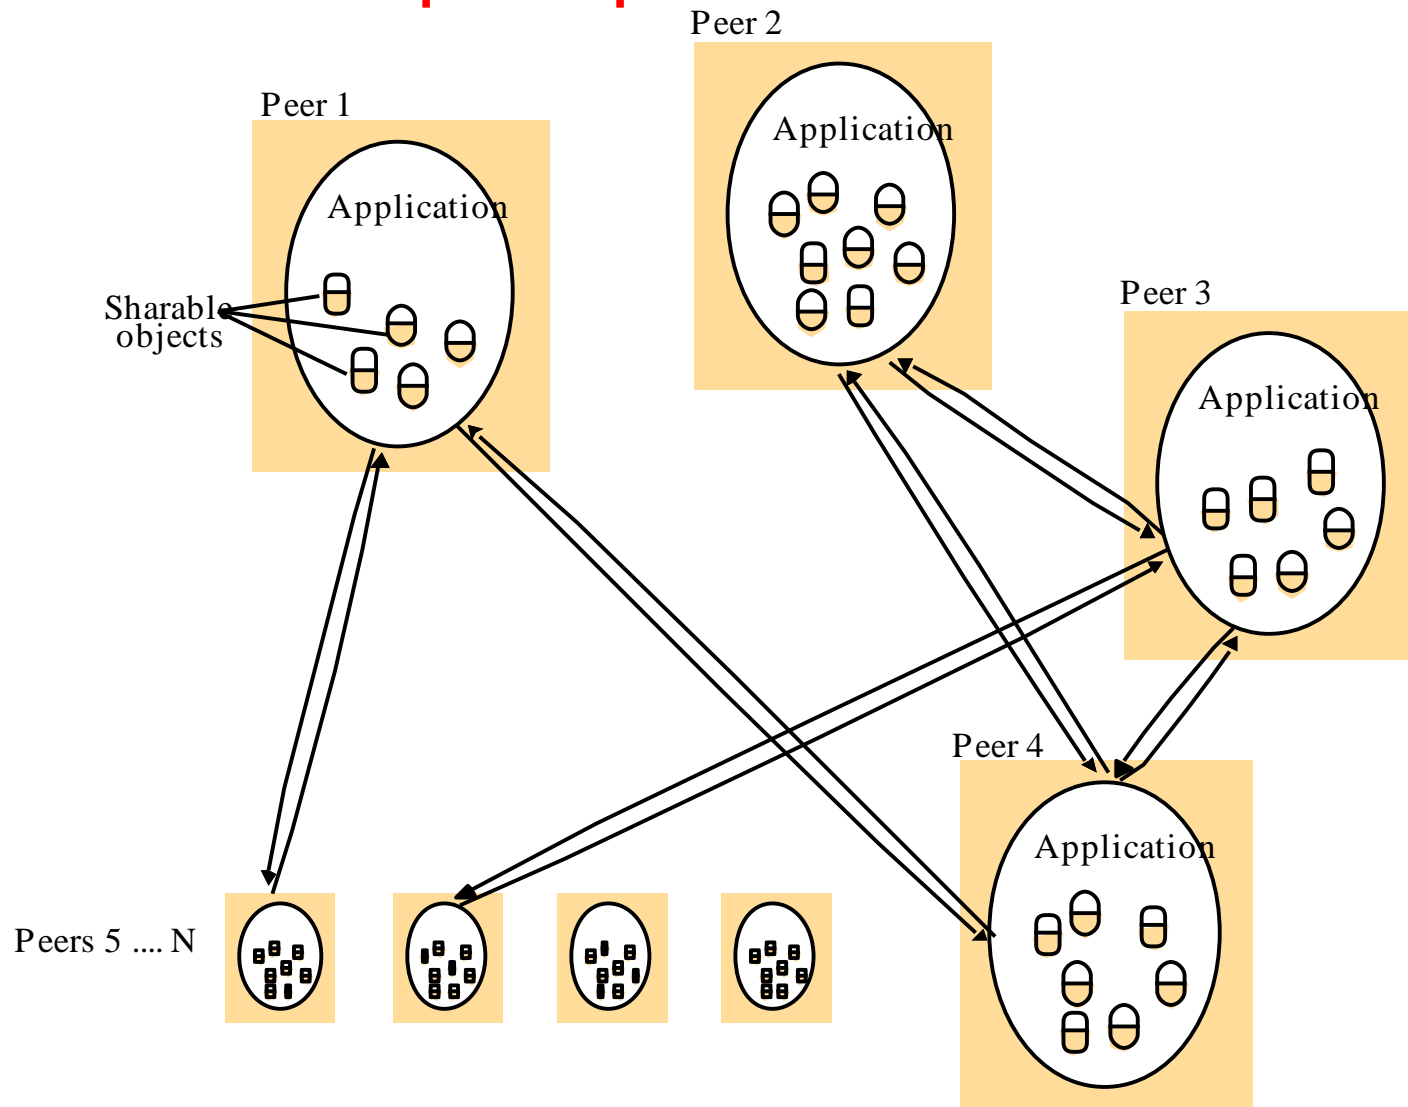 Peer 2
Peer 1
Application
Application
Sharable
objects
Peer 3
Application
Peer 4
Application
Peers 5 .... N